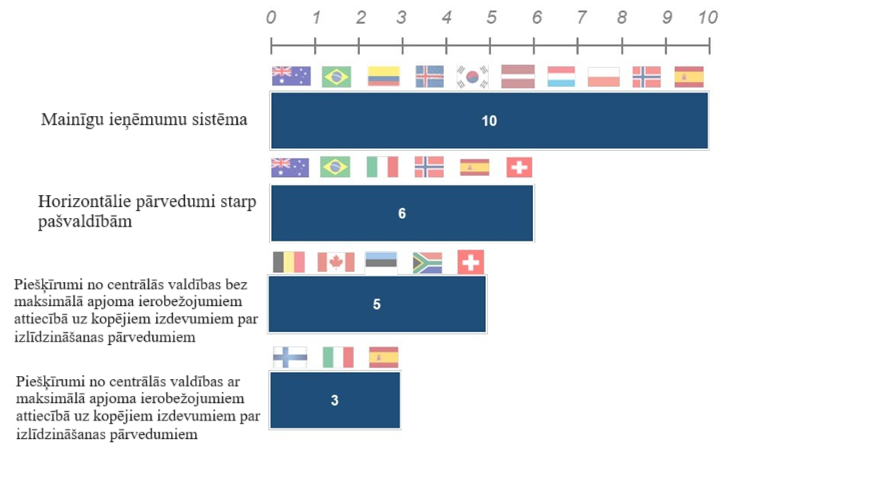 0 1 2 3 4 5 6 7 8 9 10
Mainīgu ieņēmumu sistēma
10
Horizontālie pārvedumi starp
pašvaldībām
6
Piešķīrumi no centrālās valdības bez
maksimālā apjoma ierobežojumiem
attiecībā uz kopējiem izdevumiem par
izlīdzināšanas pārvedumiem
5
Piešķīrumi no centrālās valdības ar
maksimālā apjoma ierobežojumiem
attiecībā uz kopējiem izdevumiem par
izlīdzināšanas pārvedumiem
3